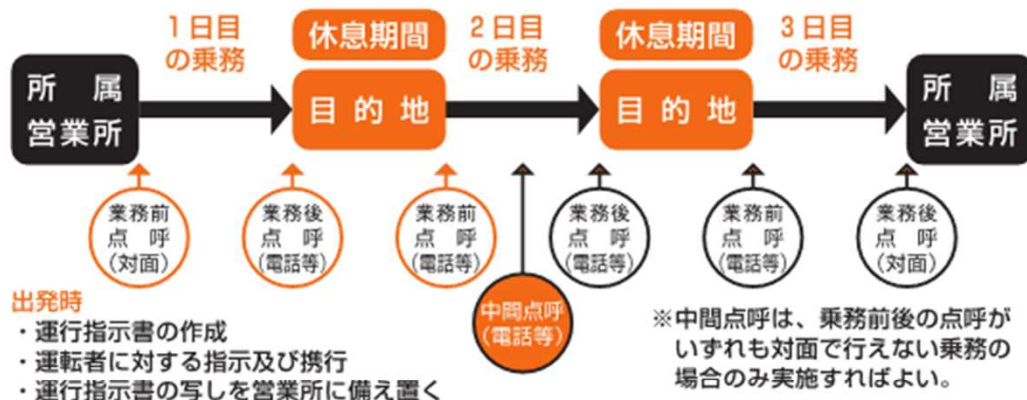 1日目
の乗務
休息期間
2日目
の乗務
休息期間
3日目
の乗務
所属
営業所
目的地
目的地
所属
営業所
業務前
点呼
(対面)
業務後
点呼
(電話等)
業務前
点呼
(電話等)
中間点呼
(電話等)
業務後
点呼
(電話等)
業務前
点呼
(電話等)
業務後
点呼
(対面)
出発時
・運行指示書の作成
・運転者に対する指示及び携行
・運行指示書の写しを営業所に備え置く
※中間点呼は、乗務前後の点呼が
いずれも対面で行えない乗務の
場合のみ実施すればよい。